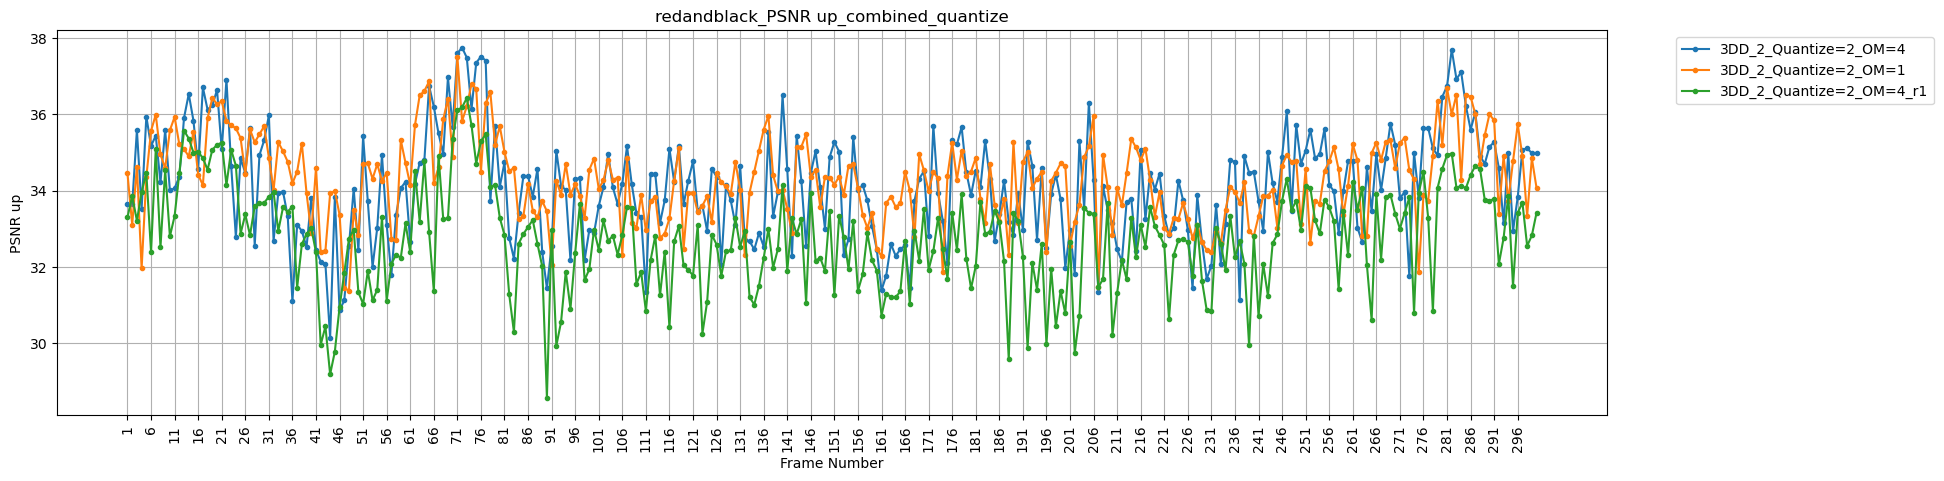 redandblack_PSNR up_combined_quantize
3DD_2_Quantize=2_OM=4
3DD_2_Quantize=2_OM=1
3DD_2_Quantize=2_OM=4_r1
PSNR up
38
36
34
32
30
1 6 11 16 21 26 31 36 41 46 51 56 61 66 71 76 81 86 91 96 101 106 111 116 121 126 131 136 141 146 151 156 161 166 171 176 181 186 191 196 201 206 211 216 221 226 231 236 241 246 251 256 261 266 271 276 281 286 291 296
Frame Number